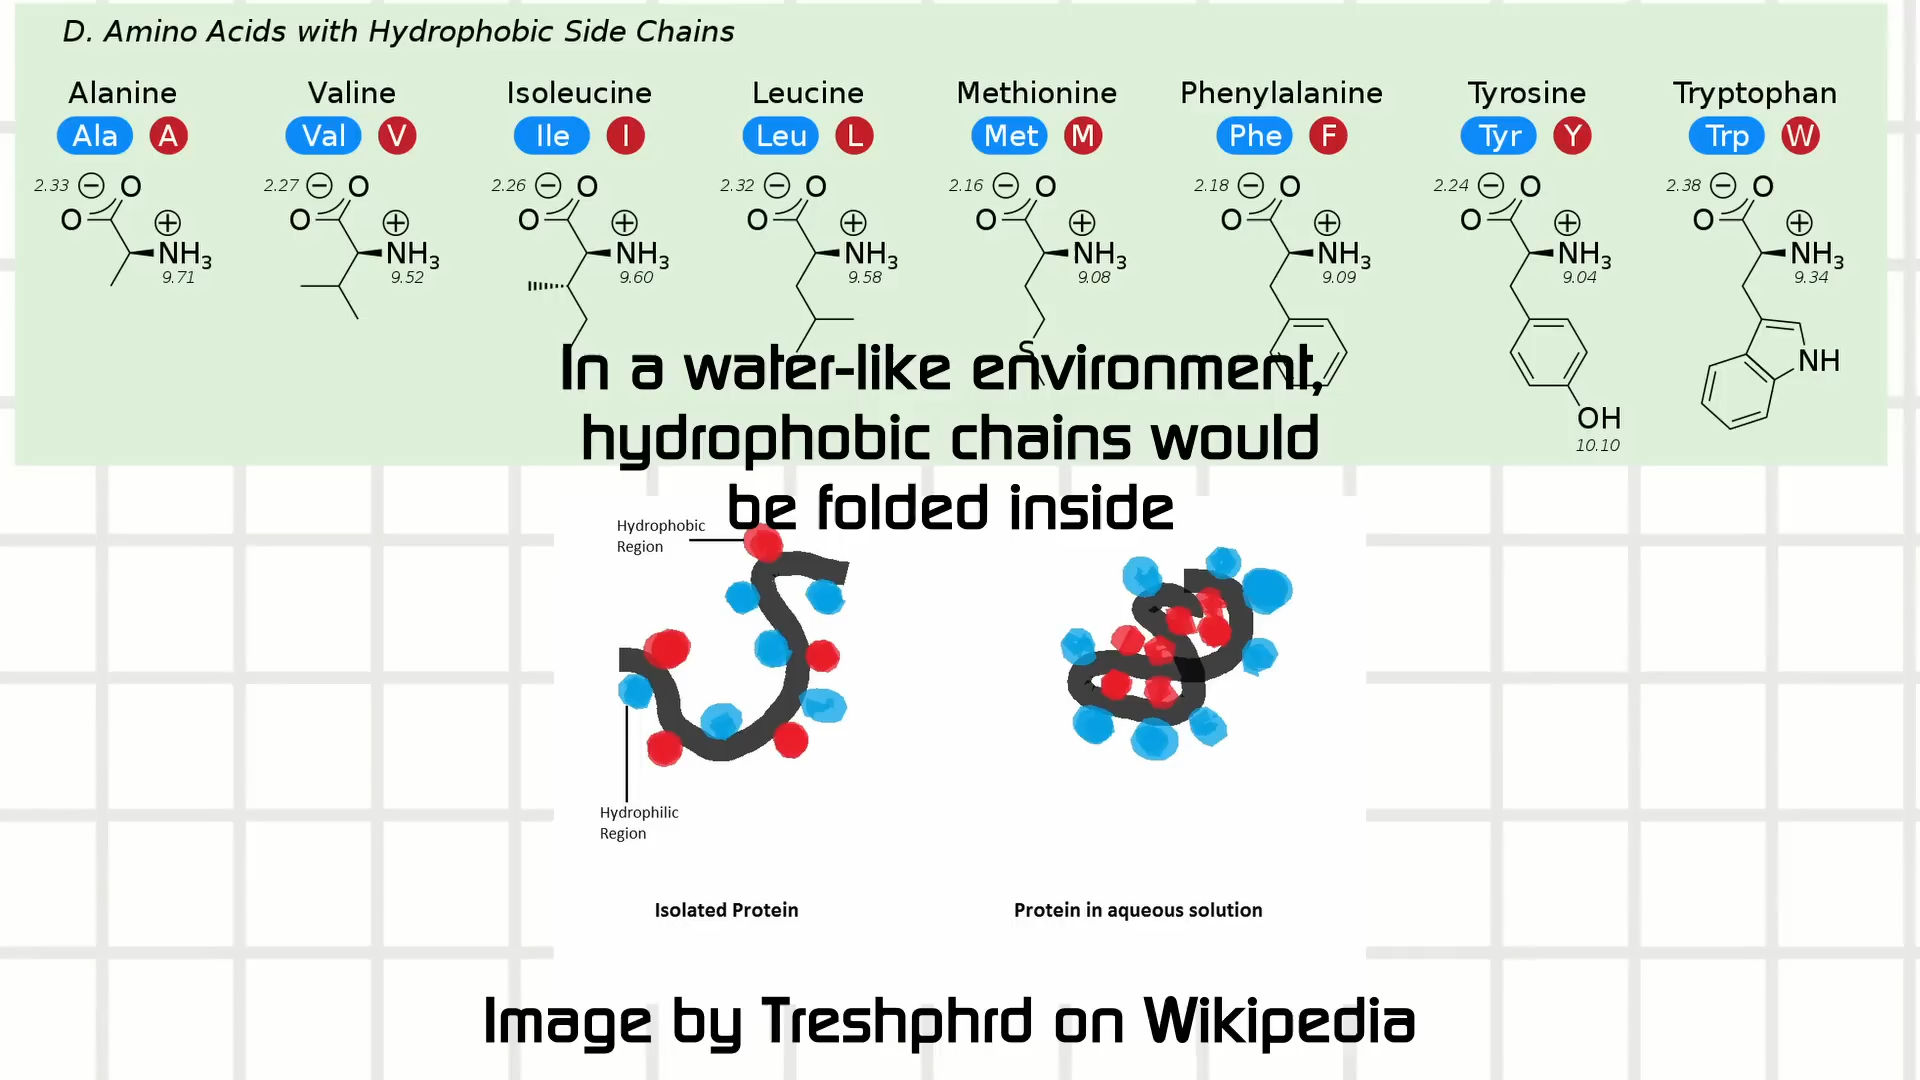 D. Amino Acids with Hydrophobic Side Chains
Alanine Valine Isoleucine Leucine Methionine Phenylalanine Tyrosine Tryptophan
Ala A Val V Ile I Leu L Met M Phe F Tyr Y Trp W
2.33 ⊖ O 2.27 ⊖ O 2.26 ⊖ O 2.32 ⊖ O 2.16 ⊖ O 2.18 ⊖ O 2.24 ⊖ O 2.38 ⊖ O
O ⊕ O ⊕ O ⊕ O ⊕ O ⊕ O ⊕ O ⊕ O ⊕
NH₃ NH₃ NH₃ NH₃ NH₃ NH₃ NH₃ NH₃
9.71 9.52 9.60 9.58 9.08 9.09 9.04 9.34
S
NH
OH
10.10
In a water-like environment,
hydrophobic chains would
be folded inside
Hydrophobic
Region
Hydrophilic
Region
Isolated Protein Protein in aqueous solution
Image by Treshphrd on Wikipedia